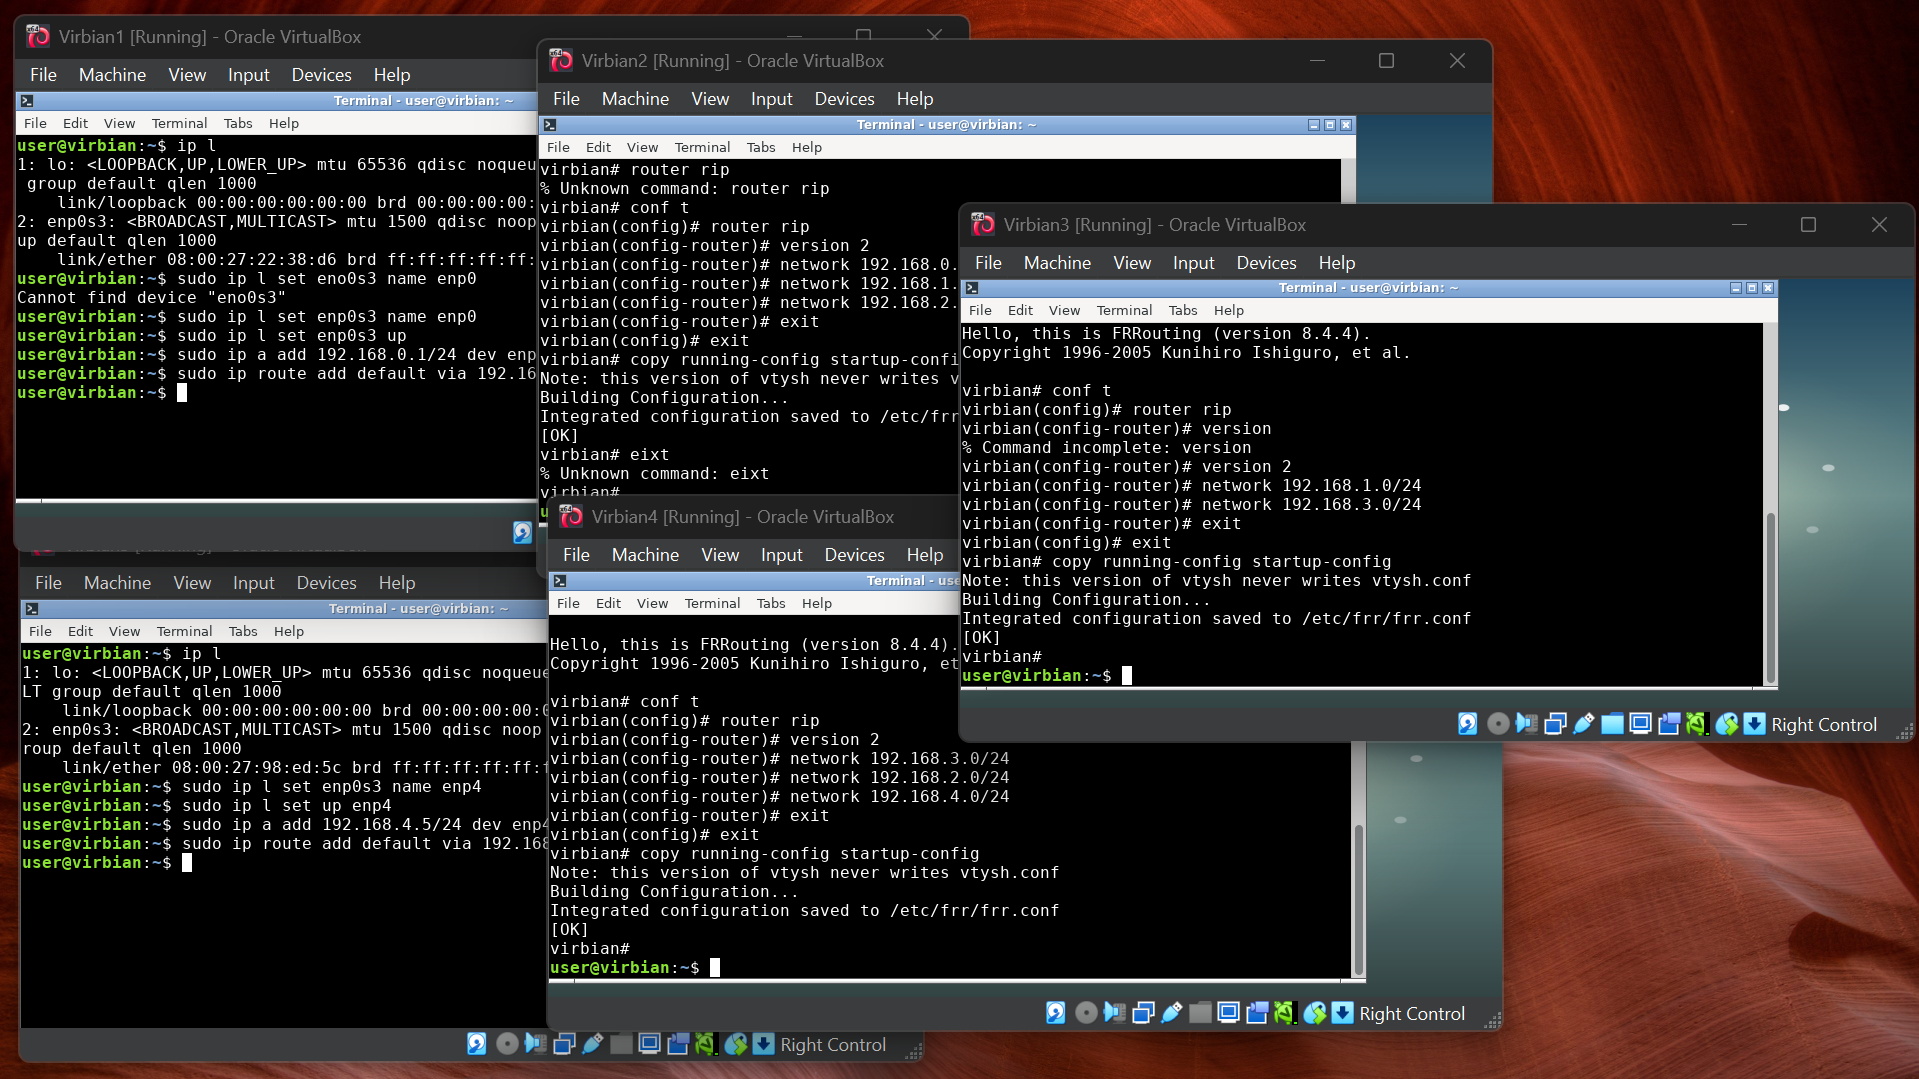 Virbian1 [Running] - Oracle VirtualBox
File Machine View Input Devices Help
Terminal - user@virbian: ~
File Edit View Terminal Tabs Help
user@virbian:~$ ip l
1: lo: <LOOPBACK,UP,LOWER_UP> mtu 65536 qdisc noqueue
 group default qlen 1000
    link/loopback 00:00:00:00:00:00 brd 00:00:00:00:
2: enp0s3: <BROADCAST,MULTICAST> mtu 1500 qdisc noop
up default qlen 1000
    link/ether 08:00:27:22:38:d6 brd ff:ff:ff:ff:ff:
user@virbian:~$ sudo ip l set eno0s3 name enp0
Cannot find device "eno0s3"
user@virbian:~$ sudo ip l set enp0s3 name enp0
user@virbian:~$ sudo ip l set enp0s3 up
user@virbian:~$ sudo ip a add 192.168.0.1/24 dev enp
user@virbian:~$ sudo ip route add default via 192.16
user@virbian:~$
Virbian2 [Running] - Oracle VirtualBox
File Machine View Input Devices Help
Terminal - user@virbian: ~
File Edit View Terminal Tabs Help
virbian# router rip
% Unknown command: router rip
virbian# conf t
virbian(config)# router rip
virbian(config-router)# version 2
virbian(config-router)# network 192.168.0.
virbian(config-router)# network 192.168.1.
virbian(config-router)# network 192.168.2.
virbian(config-router)# exit
virbian(config)# exit
virbian# copy running-config startup-confi
Note: this version of vtysh never writes v
Building Configuration...
Integrated configuration saved to /etc/frr
[OK]
virbian# eixt
% Unknown command: eixt
virbian#
Virbian3 [Running] - Oracle VirtualBox
File Machine View Input Devices Help
Terminal - user@virbian: ~
File Edit View Terminal Tabs Help
Hello, this is FRRouting (version 8.4.4).
Copyright 1996-2005 Kunihiro Ishiguro, et al.
virbian# conf t
virbian(config)# router rip
virbian(config-router)# version
% Command incomplete: version
virbian(config-router)# version 2
virbian(config-router)# network 192.168.1.0/24
virbian(config-router)# network 192.168.3.0/24
virbian(config-router)# exit
virbian(config)# exit
virbian# copy running-config startup-config
Note: this version of vtysh never writes vtysh.conf
Building Configuration...
Integrated configuration saved to /etc/frr/frr.conf
[OK]
virbian#
user@virbian:~$
Right Control
File Machine View Input Devices Help
Terminal - user@virbian: ~
File Edit View Terminal Tabs Help
user@virbian:~$ ip l
1: lo: <LOOPBACK,UP,LOWER_UP> mtu 65536 qdisc noqueue
LT group default qlen 1000
    link/loopback 00:00:00:00:00:00 brd 00:00:00:00:0
2: enp0s3: <BROADCAST,MULTICAST> mtu 1500 qdisc noop
roup default qlen 1000
    link/ether 08:00:27:98:ed:5c brd ff:ff:ff:ff:ff:f
user@virbian:~$ sudo ip l set enp0s3 name enp4
user@virbian:~$ sudo ip l set up enp4
user@virbian:~$ sudo ip a add 192.168.4.5/24 dev enp4
user@virbian:~$ sudo ip route add default via 192.168
user@virbian:~$
Right Control
Virbian4 [Running] - Oracle VirtualBox
File Machine View Input Devices Help
Terminal - use
File Edit View Terminal Tabs Help
Hello, this is FRRouting (version 8.4.4).
Copyright 1996-2005 Kunihiro Ishiguro, et
virbian# conf t
virbian(config)# router rip
virbian(config-router)# version 2
virbian(config-router)# network 192.168.3.0/24
virbian(config-router)# network 192.168.2.0/24
virbian(config-router)# network 192.168.4.0/24
virbian(config-router)# exit
virbian(config)# exit
virbian# copy running-config startup-config
Note: this version of vtysh never writes vtysh.conf
Building Configuration...
Integrated configuration saved to /etc/frr/frr.conf
[OK]
virbian#
user@virbian:~$
Right Control